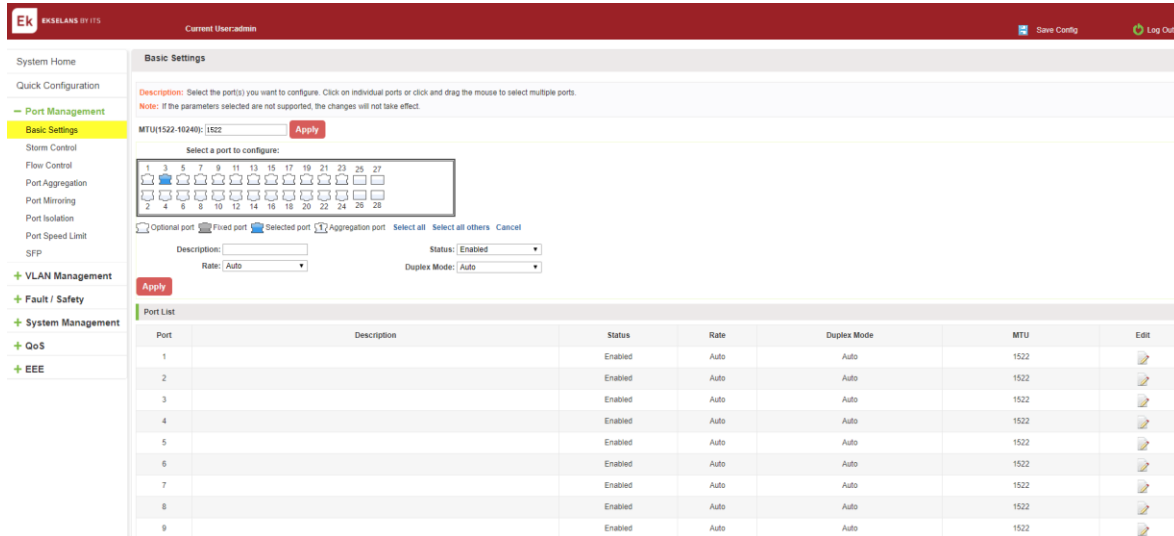 Ek EKSELANS BY ITS
Current User:admin
Save Config
Log Out
System Home
Quick Configuration
Port Management
Basic Settings
Storm Control
Flow Control
Port Aggregation
Port Mirroring
Port Isolation
Port Speed Limit
SFP
VLAN Management
Fault / Safety
System Management
QoS
EEE
Basic Settings
Description: Select the port(s) you want to configure. Click on individual ports or click and drag the mouse to select multiple ports.
Note: If the parameters selected are not supported, the changes will not take effect.
MTU(1522-10240): 1522 Apply
Select a port to configure:
1 3 5 7 9 11 13 15 17 19 21 23 25 27
2 4 6 8 10 12 14 16 18 20 22 24 26 28
Optional port Fixed port Selected port 1 Aggregation port Select all Select all others Cancel
Description: Status: Enabled
Rate: Auto Duplex Mode: Auto
Apply
Port List
Port Description Status Rate Duplex Mode MTU Edit
1 Enabled Auto Auto 1522
2 Enabled Auto Auto 1522
3 Enabled Auto Auto 1522
4 Enabled Auto Auto 1522
5 Enabled Auto Auto 1522
6 Enabled Auto Auto 1522
7 Enabled Auto Auto 1522
8 Enabled Auto Auto 1522
9 Enabled Auto Auto 1522